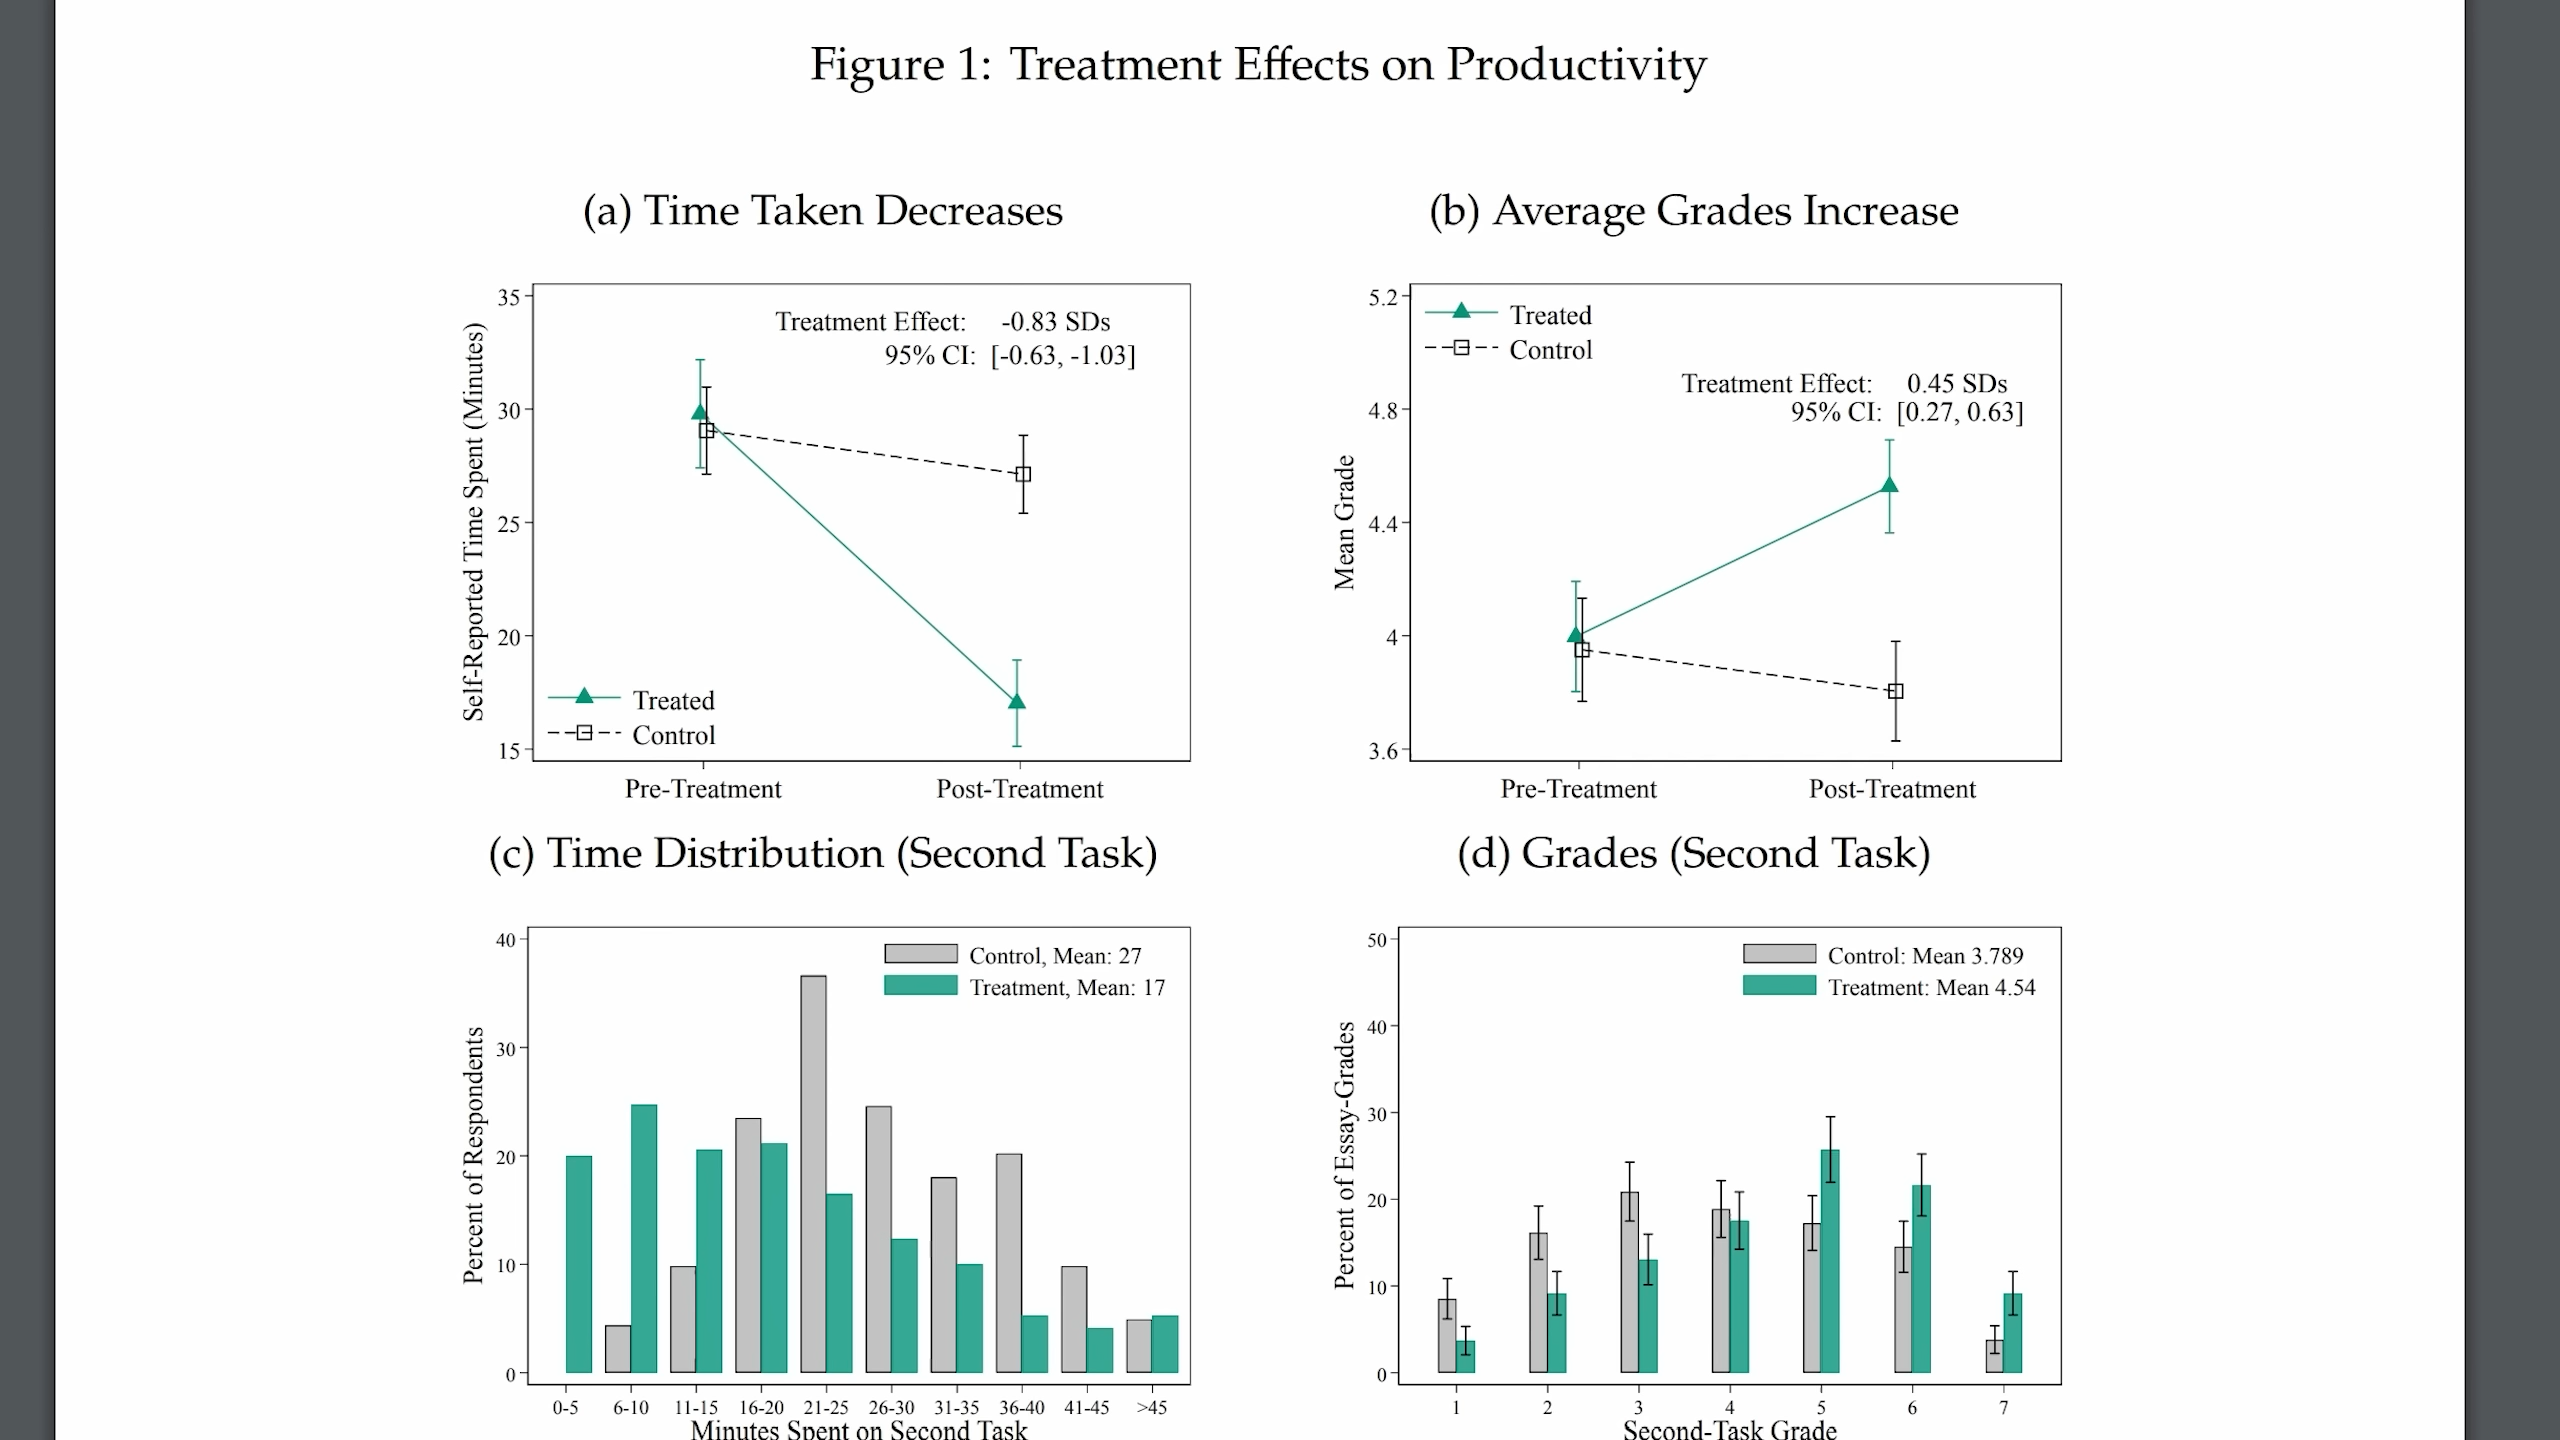 Figure 1: Treatment Effects on Productivity
(a) Time Taken Decreases
35
30
25
20
15
Self-Reported Time Spent (Minutes)
Treatment Effect: -0.83 SDs
95% CI: [-0.63, -1.03]
Treated
Control
Pre-Treatment
Post-Treatment
(b) Average Grades Increase
5.2
4.8
4.4
4
3.6
Mean Grade
Treated
Control
Treatment Effect: 0.45 SDs
95% CI: [0.27, 0.63]
Pre-Treatment
Post-Treatment
(c) Time Distribution (Second Task)
40
30
20
10
0
Percent of Respondents
Control, Mean: 27
Treatment, Mean: 17
0-5 6-10 11-15 16-20 21-25 26-30 31-35 36-40 41-45 >45
Minutes Spent on Second Task
(d) Grades (Second Task)
50
40
30
20
10
0
Percent of Essay-Grades
Control: Mean 3.789
Treatment: Mean 4.54
1 2 3 4 5 6 7
Second-Task Grade